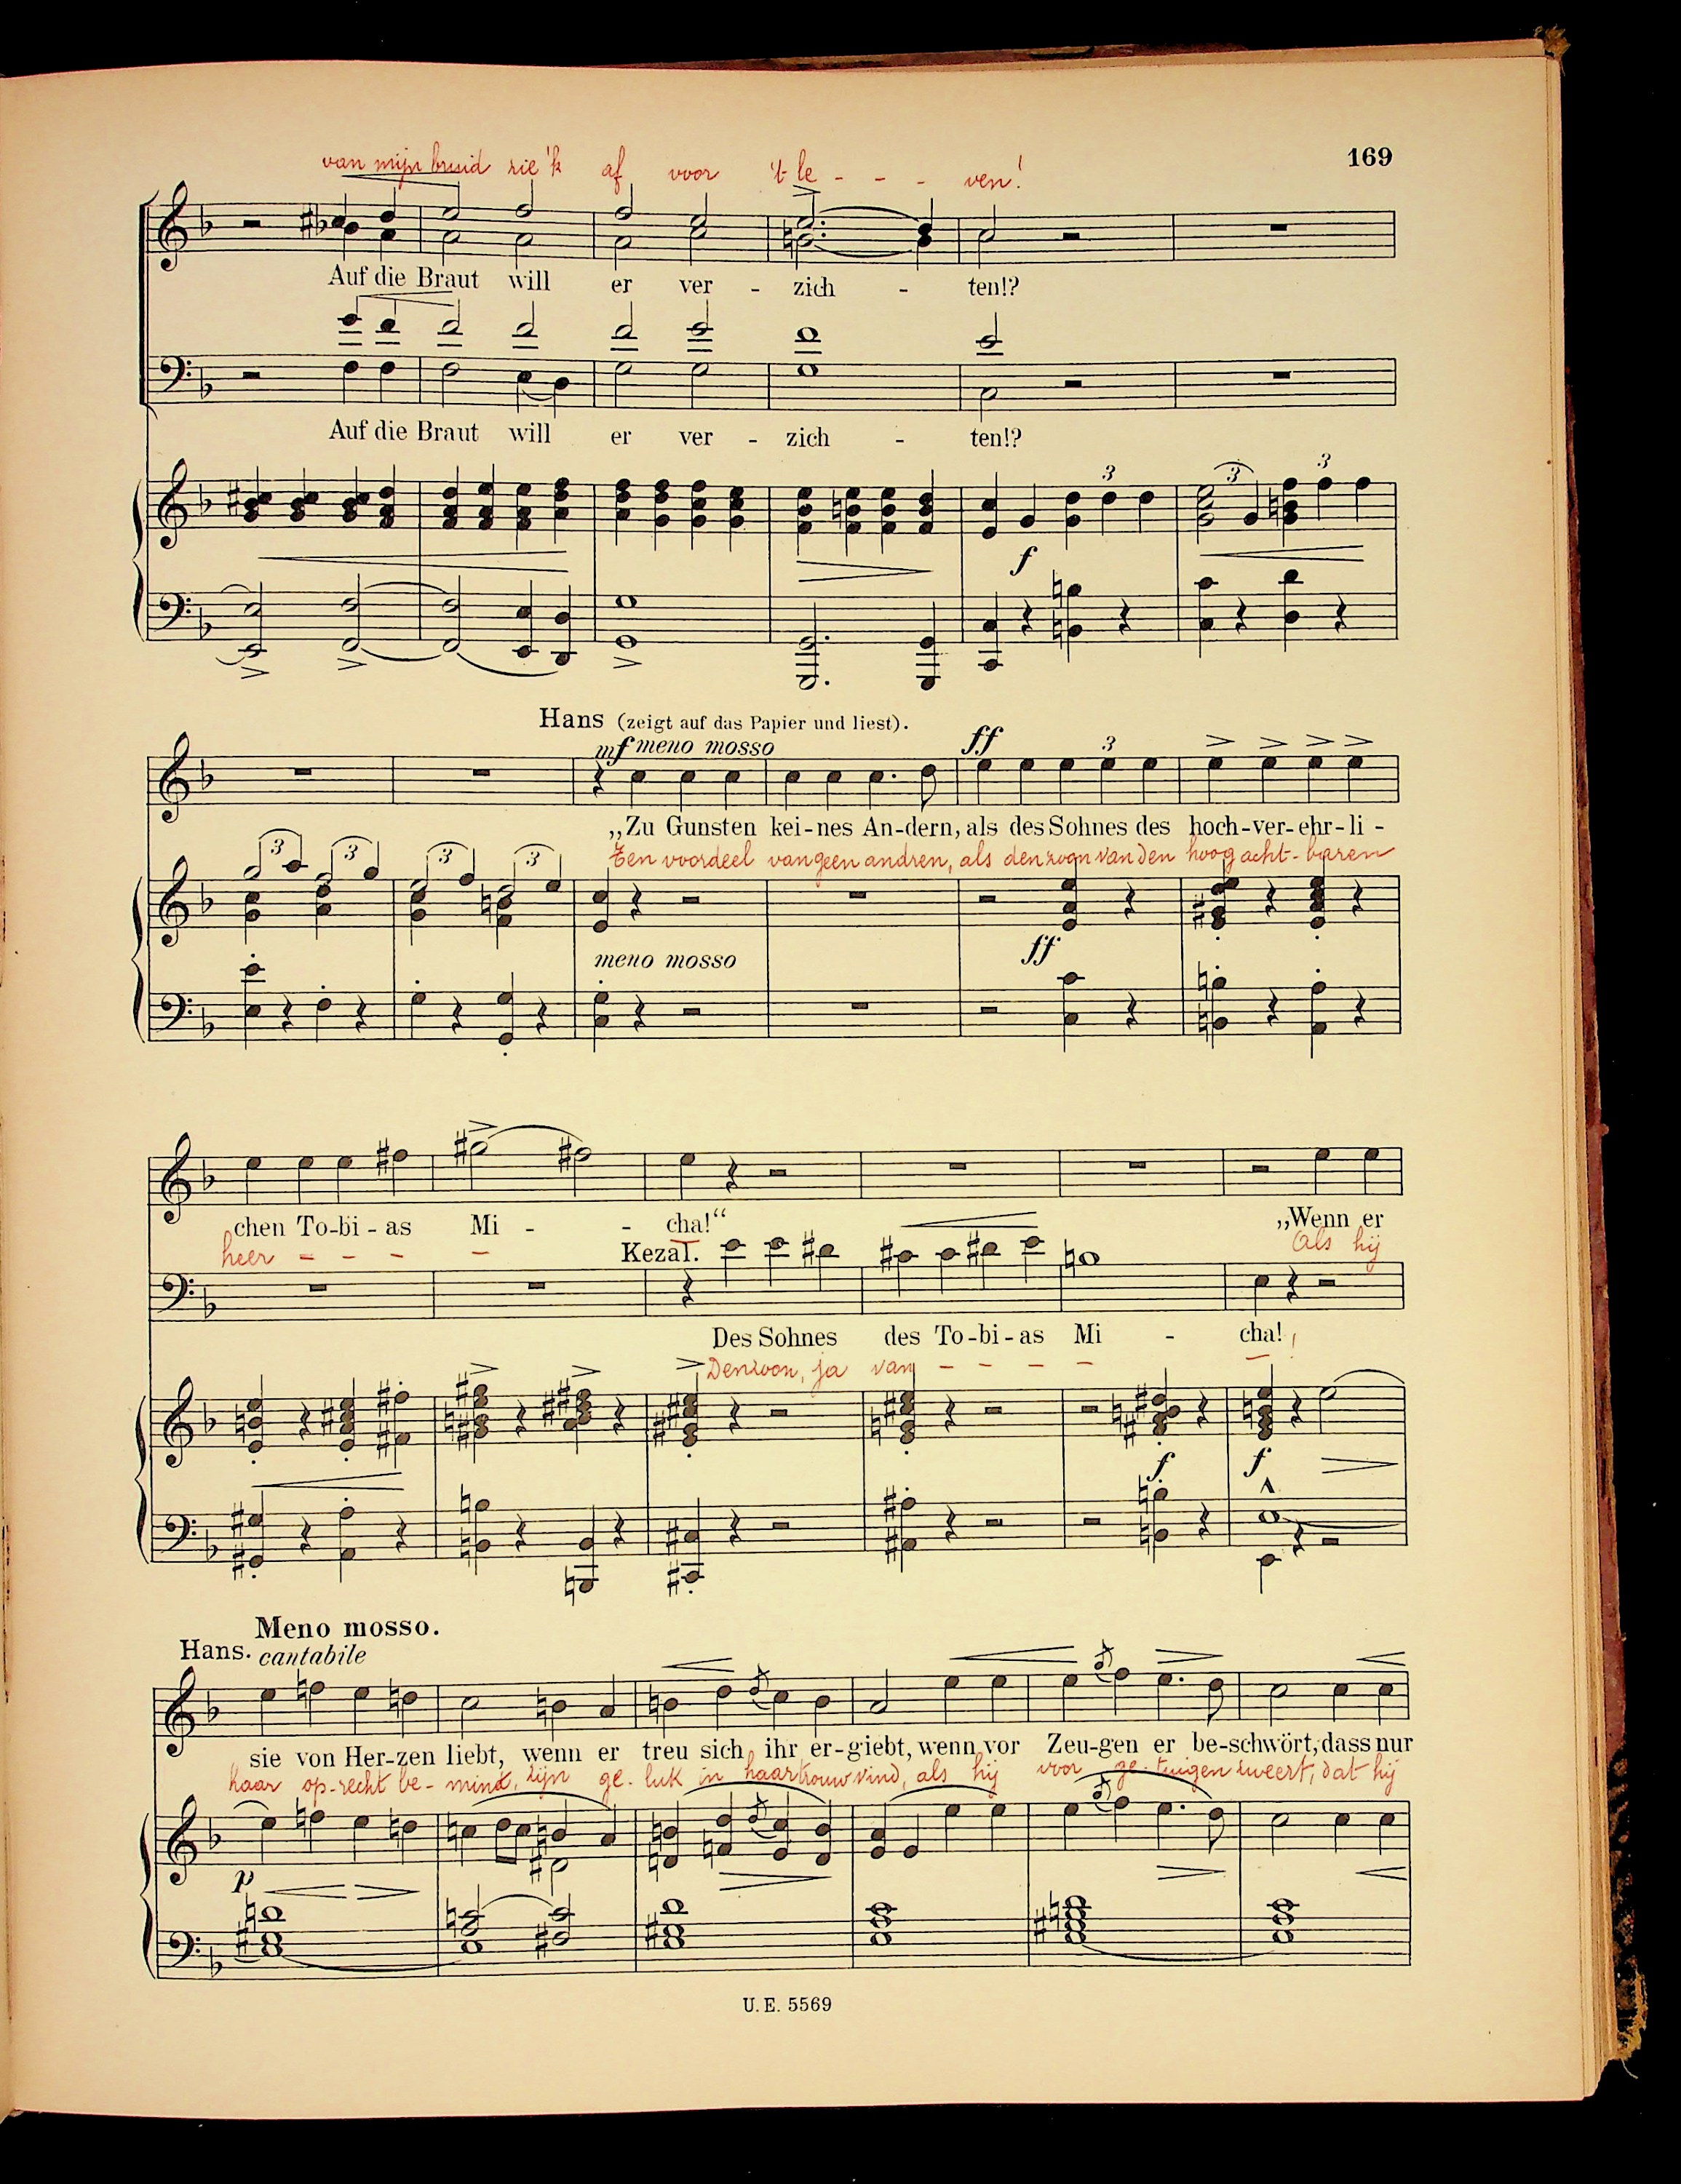 169
van mijn bruid zie 'k af voor 't le - - - ven!
Auf die Braut will er ver - zich - ten!?
Auf die Braut will er ver - zich - ten!?
3
3 3
f
Hans (zeigt auf das Papier und liest).
mf meno mosso ff 3
„Zu Gunsten kei-nes An-dern, als des Sohnes des hoch-ver-ehr-li-
Ten voordeel van geen andren, als den zoon van den hoog acht-baren
3 3 3 3
meno mosso ff
chen To-bi-as Mi - - cha!“ „Wenn er
heer - - - - Als hij
Kezal.
Des Sohnes des To-bi-as Mi - cha!
Den zoon, ja van - - - - - !
f f
Meno mosso.
Hans. cantabile
sie von Her-zen liebt, wenn er treu sich ihr er-giebt, wenn vor Zeu-gen er be-schwört, dass nur
haar op-recht be-mint, zijn ge-luk in haar trouw vind, als hij voor ge-tuigen zweert, dat hij
p
U. E. 5569